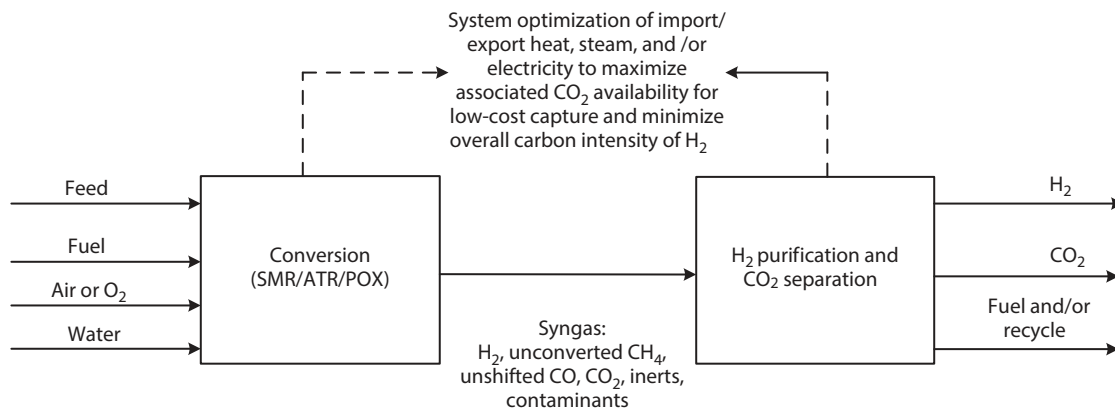 System optimization of import/
export heat, steam, and /or
electricity to maximize
associated CO₂ availability for
low-cost capture and minimize
overall carbon intensity of H₂
Feed
Fuel
Air or O₂
Water
Conversion
(SMR/ATR/POX)
Syngas:
H₂, unconverted CH₄,
unshifted CO, CO₂, inerts,
contaminants
H₂ purification and
CO₂ separation
H₂
CO₂
Fuel and/or
recycle